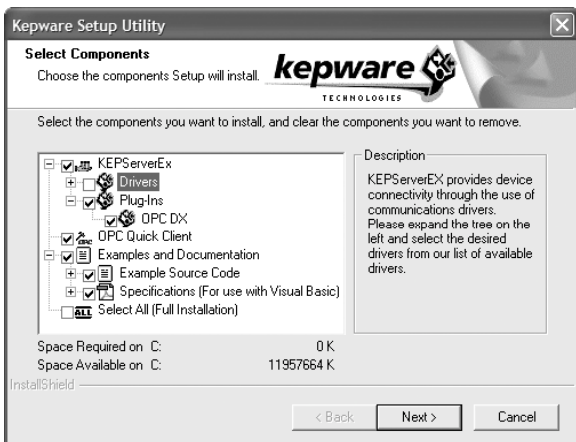 Kepware Setup Utility
Select Components
Choose the components Setup will install.
kepware
TECHNOLOGIES
Select the components you want to install, and clear the components you want to remove.
KEPServerEx
Drivers
Plug-Ins
OPC DX
OPC Quick Client
Examples and Documentation
Example Source Code
Specifications (For use with Visual Basic)
ALL Select All (Full Installation)
Description
KEPServerEX provides device
connectivity through the use of
communications drivers.
Please expand the tree on the
left and select the desired
drivers from our list of available
drivers.
Space Required on C: 0 K
Space Available on C: 11957664 K
InstallShield
< Back
Next >
Cancel